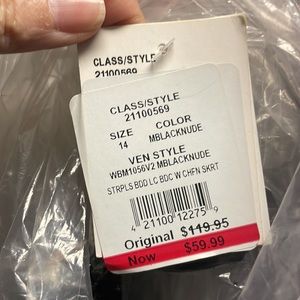 CLASS/STYLE
21100569
CLASS/STYLE
21100569
SIZE COLOR
14 MBLACKNUDE
VEN STYLE
WBM1056V2 MBLACKNUDE
STRPLS BDD LC BDC W CHFN SKRT
4 21100 12275 9
Original $119.95
Now $59.99